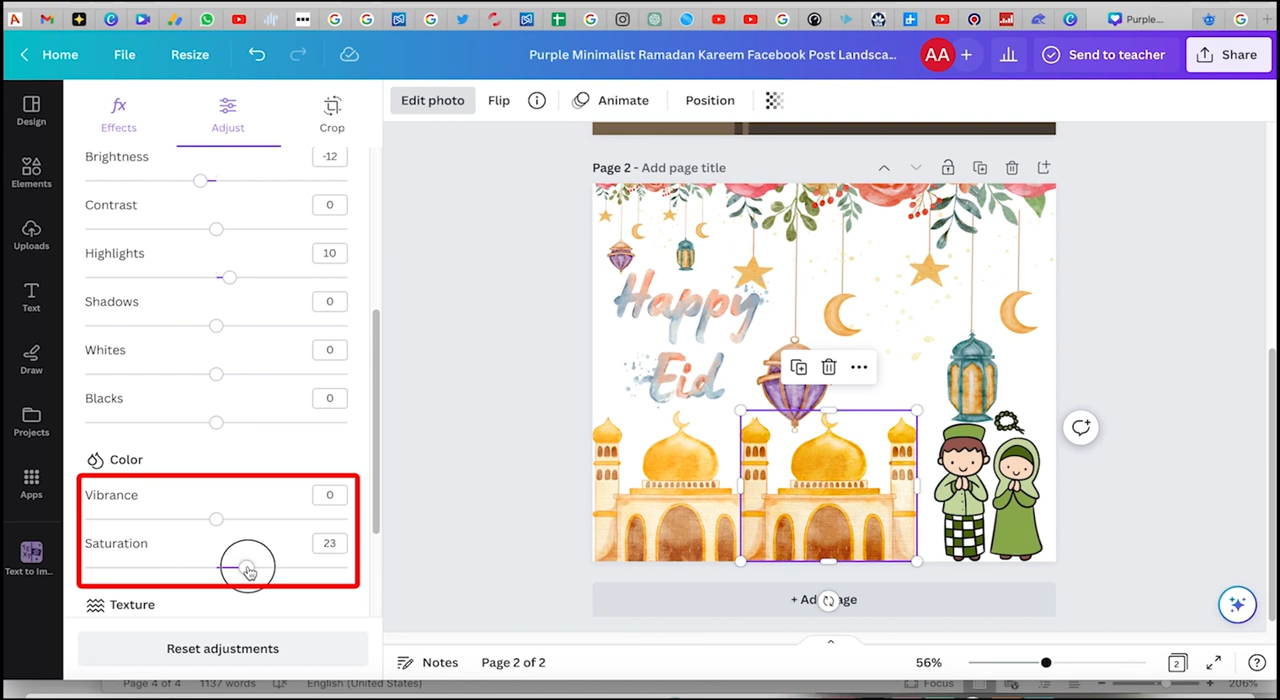 Purple...
Home
File
Resize
Purple Minimalist Ramadan Kareem Facebook Post Landsca...
AA
+
Send to teacher
Share
Design
Elements
Uploads
Text
Draw
Projects
Apps
Text to Im...
fx
Effects
Adjust
Crop
Brightness
-12
Contrast
0
Highlights
10
Shadows
0
Whites
0
Blacks
0
Color
Vibrance
0
Saturation
23
Texture
Reset adjustments
Edit photo
Flip
Animate
Position
Page 2 - Add page title
Happy
Eid
+ Ad age
Notes
Page 2 of 2
56%
2
Page 4 of 4
1137 words
English (United States)
Focus
206%